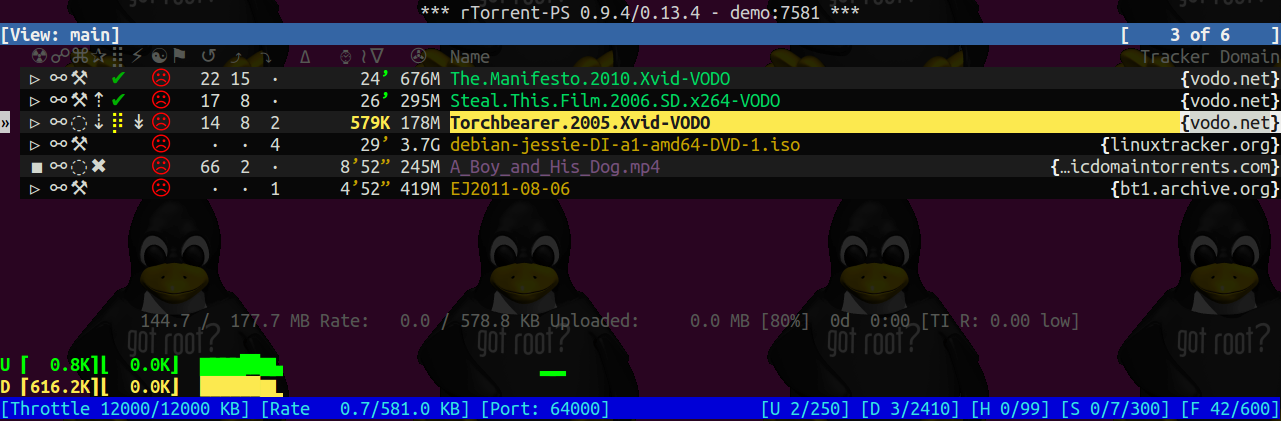 *** rTorrent-PS 0.9.4/0.13.4 - demo:7581 ***
[View: main] [ 3 of 6 ]
☢ ☍ ⌘ ✰ ⣿ ⚡ ☯ ⚑ ↺ ⤴ ⤵ ∆ ⌚ ≀∇ ✇ Name Tracker Domain
▹ ⚯ ⚒ ✔ ☹ 22 15 · 24’ 676M The.Manifesto.2010.Xvid-VODO {vodo.net}
▹ ⚯ ⚒ ⇡ ✔ ☹ 17 8 · 26’ 295M Steal.This.Film.2006.SD.x264-VODO {vodo.net}
» ▹ ⚯ ◌ ⇣ ⣿ ↡ ☹ 14 8 2 579K 178M Torchbearer.2005.Xvid-VODO {vodo.net}
▹ ⚯ ⚒ ☹ · · 4 29’ 3.7G debian-jessie-DI-a1-amd64-DVD-1.iso {linuxtracker.org}
▪ ⚯ ◌ ✖ ☹ 66 2 · 8’52” 245M A_Boy_and_His_Dog.mp4 {…icdomaintorrents.com}
▹ ⚯ ⚒ ☹ · · 1 4’52” 419M EJ2011-08-06 {bt1.archive.org}
144.7 / 177.7 MB Rate: 0.0 / 578.8 KB Uploaded: 0.0 MB [80%] 0d 0:00 [TI R: 0.00 low]
got root?
got root?
got root?
got root?
U ⌈ 0.8K⌉⌊ 0.0K⌋
D ⌈616.2K⌉⌊ 0.0K⌋
[Throttle 12000/12000 KB] [Rate 0.7/581.0 KB] [Port: 64000] [U 2/250] [D 3/2410] [H 0/99] [S 0/7/300] [F 42/600]